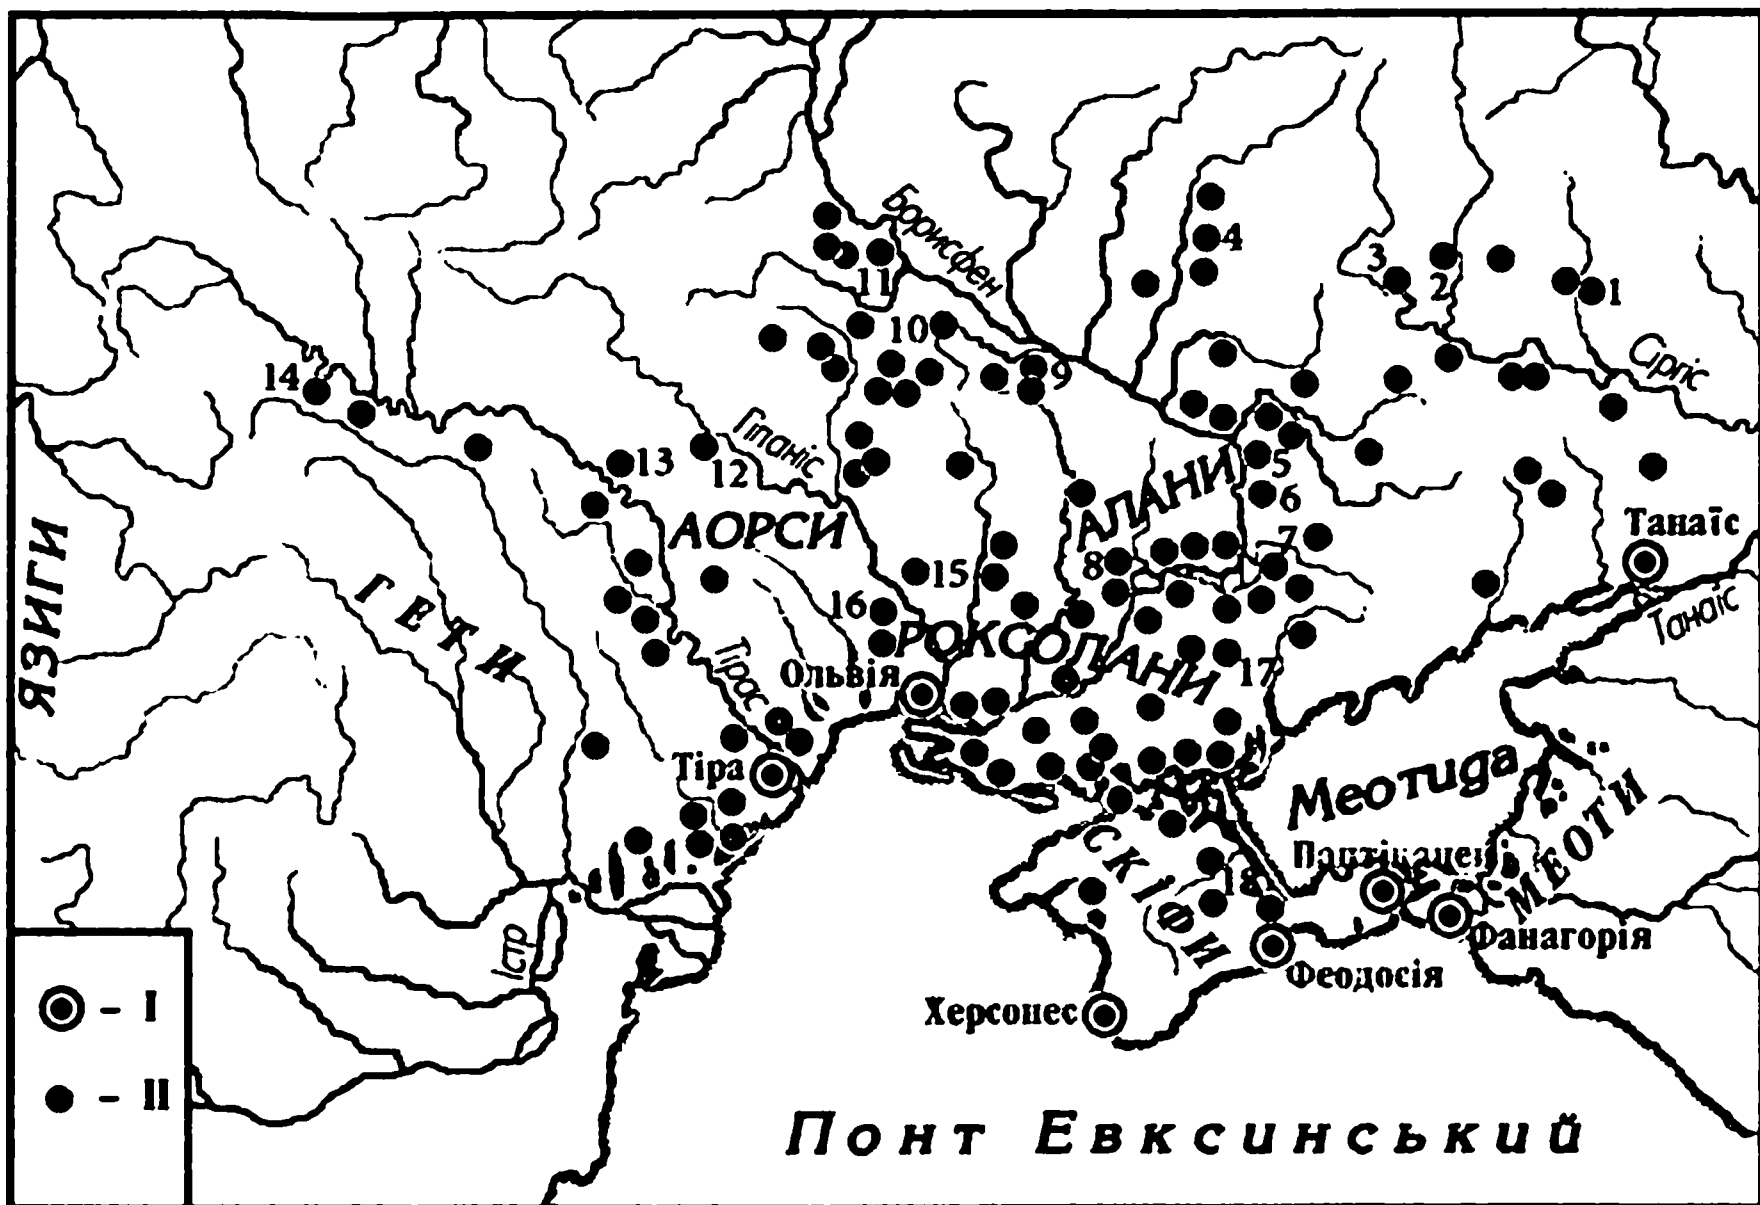 Борисфен
4
3
2
1
11
10
9
14
Сіргіс
Гіпаніс
13
12
5
АЛАНИ
6
АОРСИ
Танаїс
7
8
ЯЗИГИ
ГЕТИ
15
16
Танаїс
РОКСОЛАНИ
Ольвія
17
Тірас
Тіра
Меотида
МЕОТИ
СКІФИ
18
Фанагорія
Істр
Феодосія
Херсонес
- I
- II
Понт Евксинський